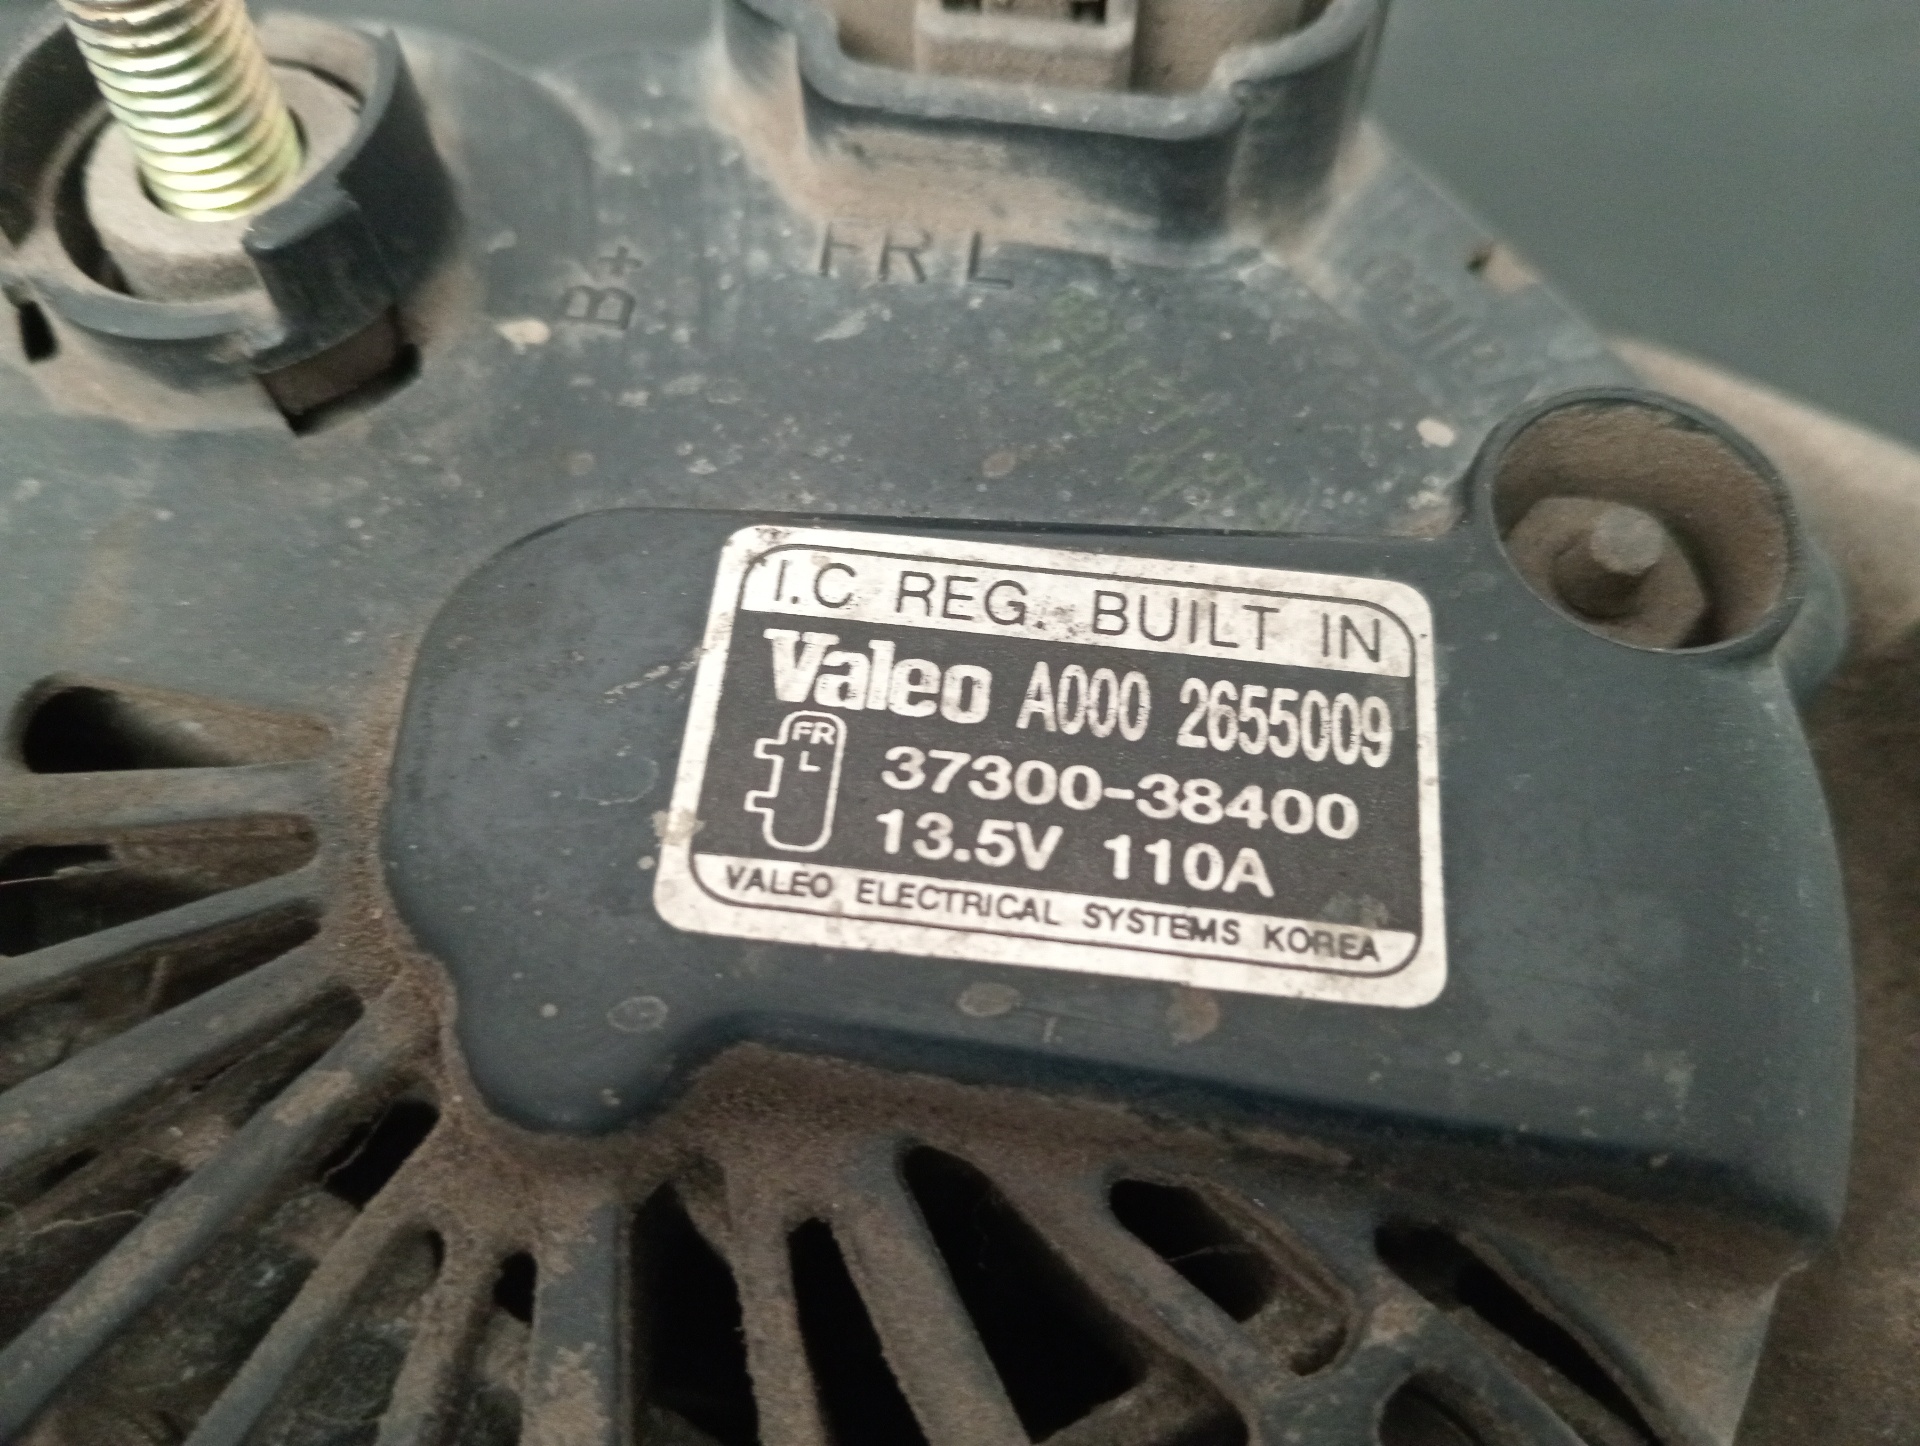 B+
FR L
I.C REG. BUILT IN
Valeo A000 2655009
FR
L
37300-38400
13.5V 110A
VALEO ELECTRICAL SYSTEMS KOREA